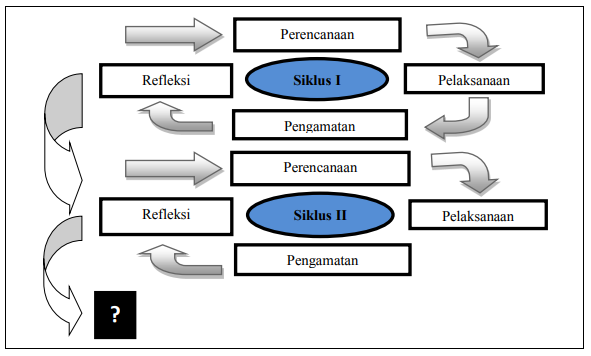 Perencanaan
Refleksi
Siklus I
Pelaksanaan
Pengamatan
Perencanaan
Refleksi
Siklus II
Pelaksanaan
Pengamatan
?